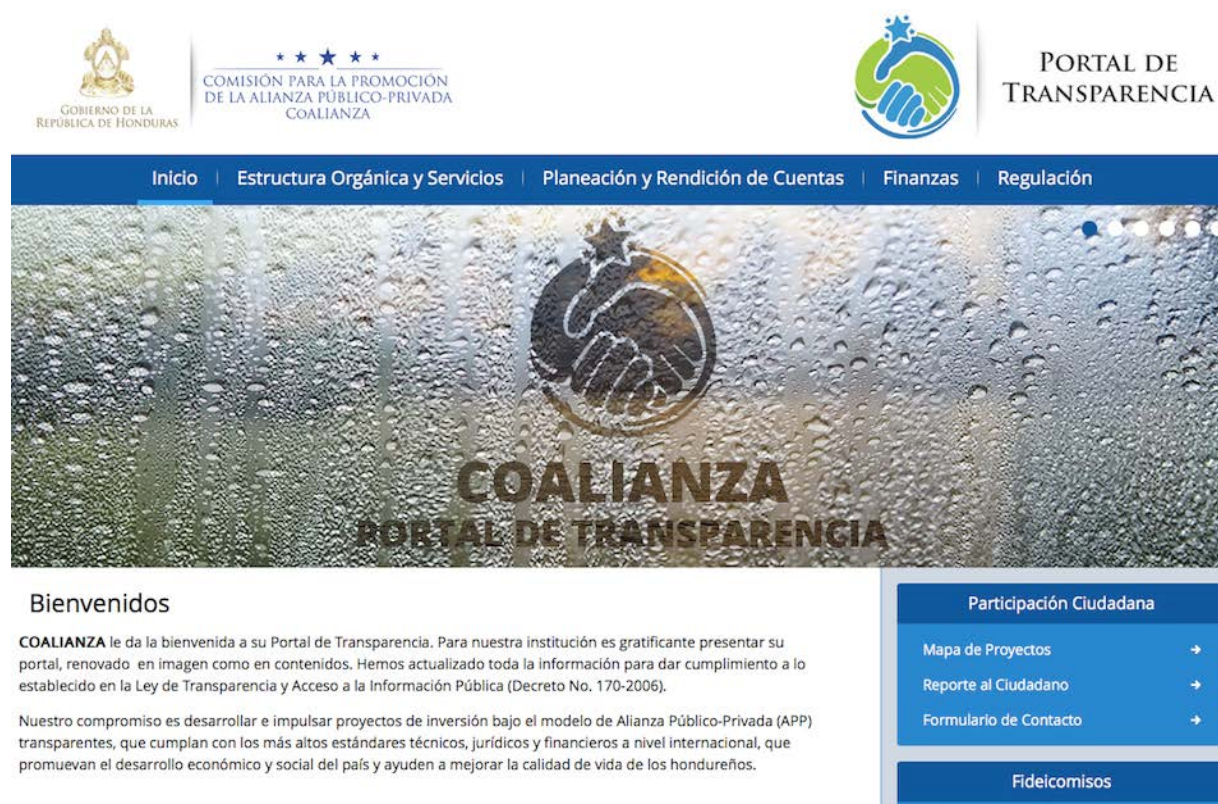 GOBIERNO DE LA
REPÚBLICA DE HONDURAS
COMISIÓN PARA LA PROMOCIÓN
DE LA ALIANZA PÚBLICO-PRIVADA
COALIANZA
PORTAL DE
TRANSPARENCIA
Inicio | Estructura Orgánica y Servicios | Planeación y Rendición de Cuentas | Finanzas | Regulación
COALIANZA
PORTAL DE TRANSPARENCIA
Bienvenidos
COALIANZA le da la bienvenida a su Portal de Transparencia. Para nuestra institución es gratificante presentar su
portal, renovado en imagen como en contenidos. Hemos actualizado toda la información para dar cumplimiento a lo
establecido en la Ley de Transparencia y Acceso a la Información Pública (Decreto No. 170-2006).
Nuestro compromiso es desarrollar e impulsar proyectos de inversión bajo el modelo de Alianza Público-Privada (APP)
transparentes, que cumplan con los más altos estándares técnicos, jurídicos y financieros a nivel internacional, que
promuevan el desarrollo económico y social del país y ayuden a mejorar la calidad de vida de los hondureños.
Participación Ciudadana
Mapa de Proyectos
Reporte al Ciudadano
Formulario de Contacto
Fideicomisos